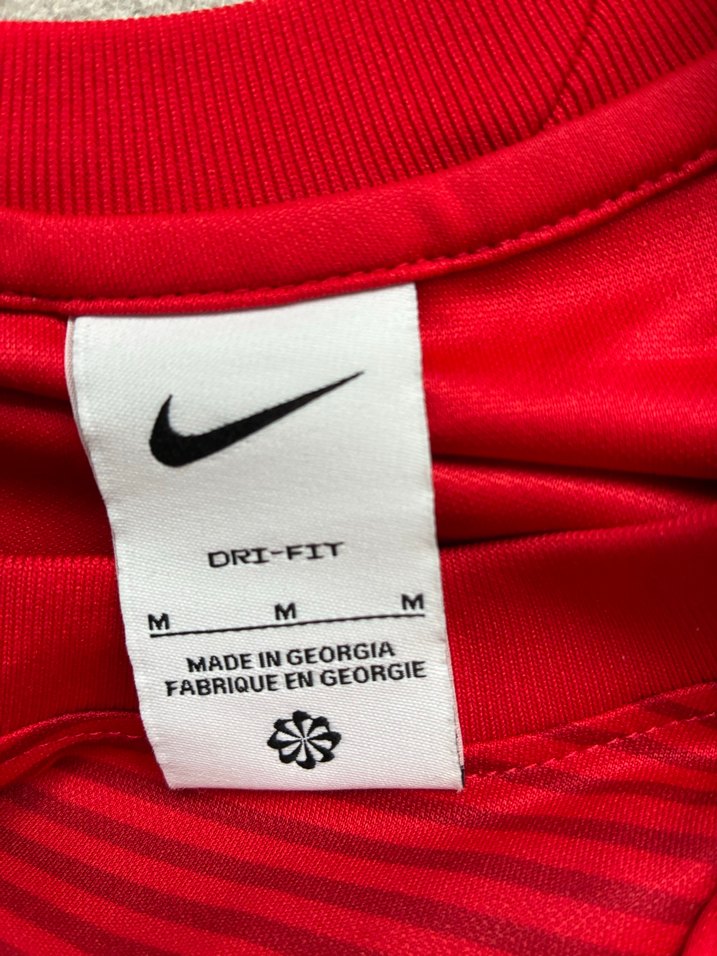 DRI-FIT
M M M
MADE IN GEORGIA
FABRIQUE EN GEORGIE